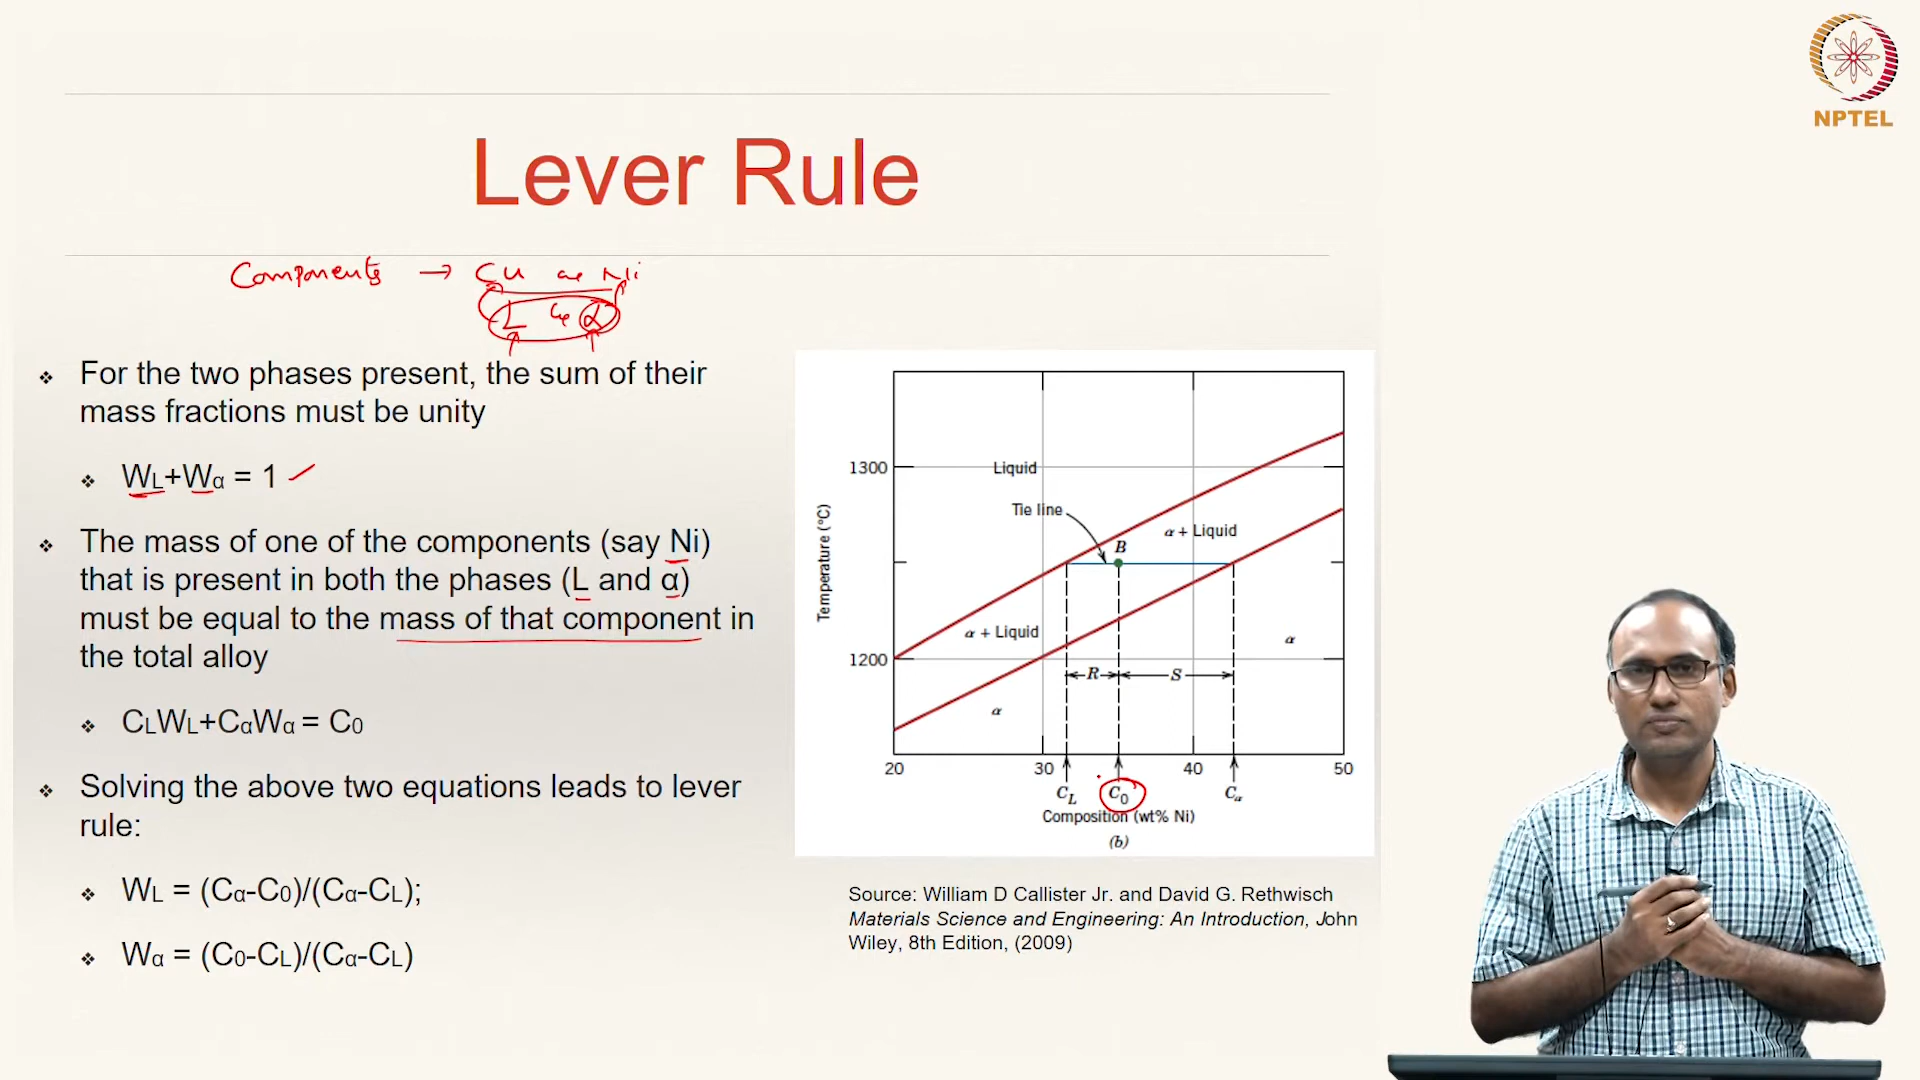 NPTEL
Lever Rule
Components → Cu & Ni
L & α
❖ For the two phases present, the sum of their
mass fractions must be unity
❖ WL+Wα = 1
❖ The mass of one of the components (say Ni)
that is present in both the phases (L and α)
must be equal to the mass of that component in
the total alloy
❖ CLWL+CαWα = C0
❖ Solving the above two equations leads to lever
rule:
❖ WL = (Cα-C0)/(Cα-CL);
❖ Wα = (C0-CL)/(Cα-CL)
Temperature (°C)
1300
1200
Liquid
Tie line
B
α + Liquid
α + Liquid
α
R
S
α
20 30 40 50
CL C0 Cα
Composition (wt% Ni)
(b)
Source: William D Callister Jr. and David G. Rethwisch
Materials Science and Engineering: An Introduction, John
Wiley, 8th Edition, (2009)